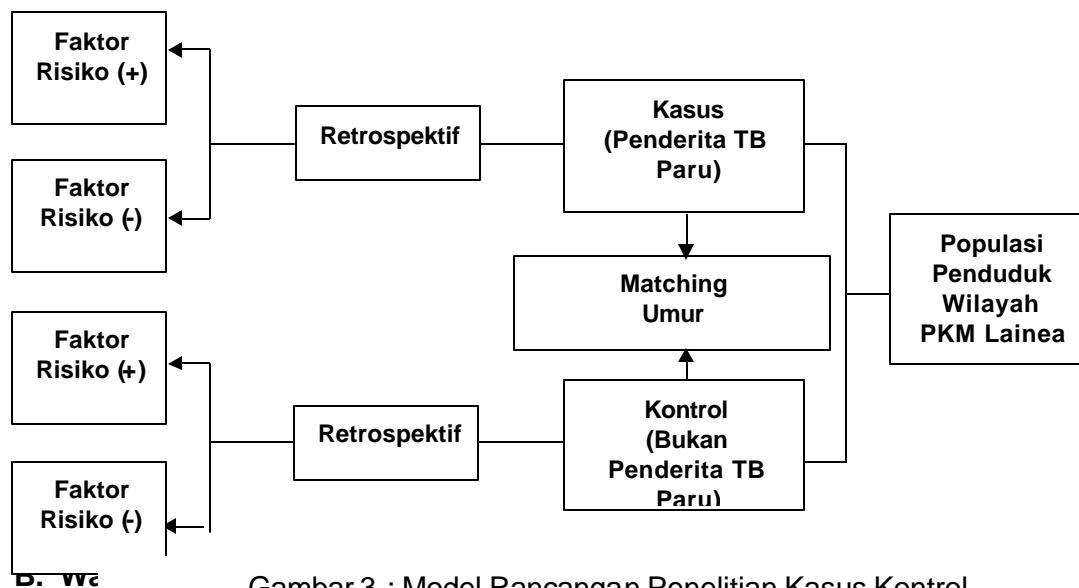 Faktor
Risiko (+)
Retrospektif
Kasus
(Penderita TB
Paru)
Faktor
Risiko (-)
Matching
Umur
Populasi
Penduduk
Wilayah
PKM Lainea
Faktor
Risiko (+)
Retrospektif
Kontrol
(Bukan
Penderita TB
Paru)
Faktor
Risiko (-)
B.
Gambar 3 : Model Rancangan Penelitian Kasus Kontrol